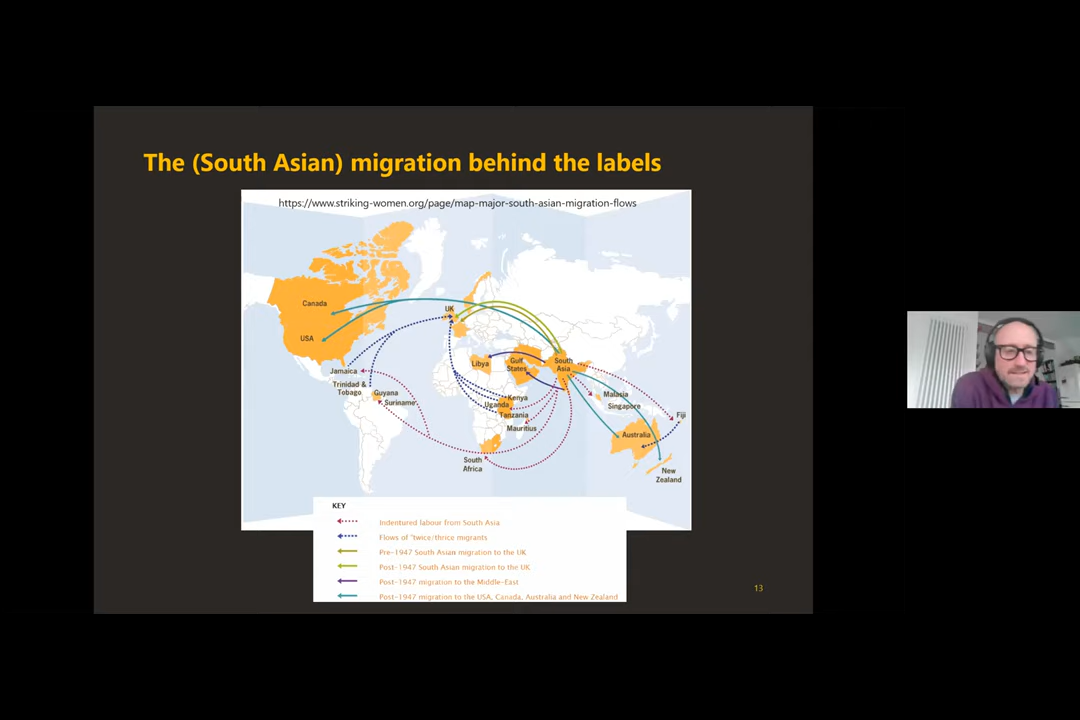 The (South Asian) migration behind the labels
https://www.striking-women.org/page/map-major-south-asian-migration-flows
Canada
UK
USA
Libya
Gulf
States
South
Asia
Jamaica
Trinidad &
Tobago
Guyana
Suriname
Kenya
Uganda
Tanzania
Mauritius
Malasia
Singapore
Fiji
Australia
South
Africa
New
Zealand
KEY
Indentured labour from South Asia
Flows of "twice/thrice migrants
Pre-1947 South Asian migration to the UK
Post-1947 South Asian migration to the UK
Post-1947 migration to the Middle-East
Post-1947 migration to the USA, Canada, Australia and New Zealand
13